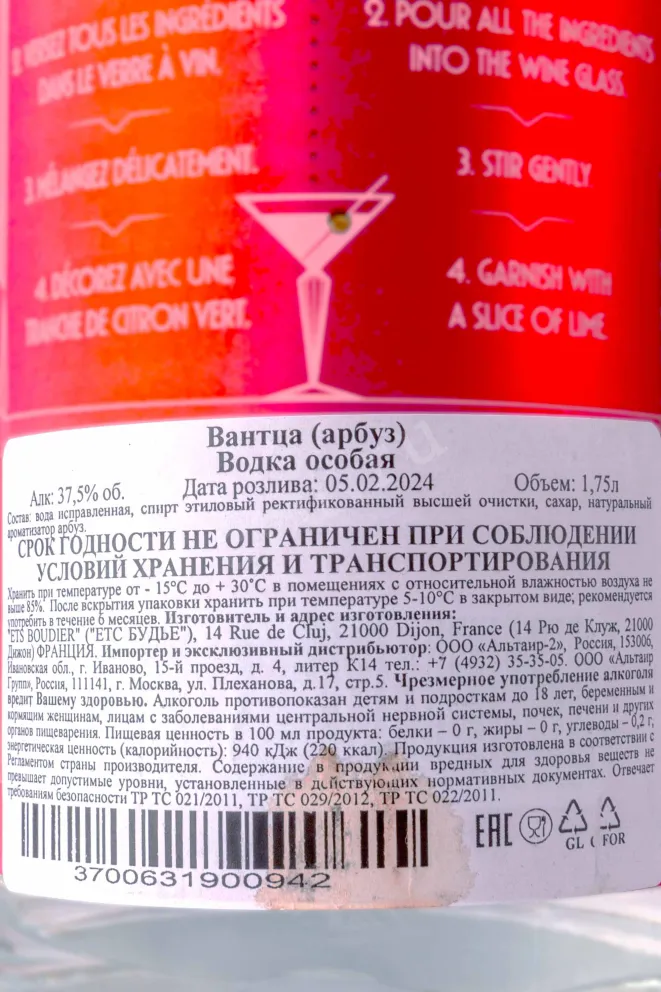 2. VERSEZ TOUS LES INGRÉDIENTS
DANS LE VERRE À VIN.
3. MÉLANGEZ DÉLICATEMENT.
4. DÉCOREZ AVEC UNE
TRANCHE DE CITRON VERT.
2. POUR ALL THE INGREDIENTS
INTO THE WINE GLASS.
3. STIR GENTLY.
4. GARNISH WITH
A SLICE OF LIME.
Вантца (арбуз)
Водка особая
Алк: 37,5% об. Дата розлива: 05.02.2024 Объем: 1,75л
Состав: вода исправленная, спирт этиловый ректификованный высшей очистки, сахар, натуральный
ароматизатор арбуз.
СРОК ГОДНОСТИ НЕ ОГРАНИЧЕН ПРИ СОБЛЮДЕНИИ
УСЛОВИЙ ХРАНЕНИЯ И ТРАНСПОРТИРОВАНИЯ
Хранить при температуре от - 15°С до + 30°С в помещениях с относительной влажностью воздуха не
выше 85%. После вскрытия упаковки хранить при температуре 5-10°С в закрытом виде, рекомендуется
употребить в течение 6 месяцев. Изготовитель и адрес изготовления:
"ETS BOUDIER" ("ЕТС БУДЬЕ"), 14 Rue de Cluj, 21000 Dijon, France (14 Рю де Клуж, 21000
Дижон) ФРАНЦИЯ. Импортер и эксклюзивный дистрибьютор: ООО «Альтаир-2», Россия, 153006,
Ивановская обл., г. Иваново, 15-й проезд, д. 4, литер К14 тел.: +7 (4932) 35-35-05. ООО «Альтаир
Групп», Россия, 111141, г. Москва, ул. Плеханова, д.17, стр.5. Чрезмерное употребление алкоголя
вредит Вашему здоровью. Алкоголь противопоказан детям и подросткам до 18 лет, беременным и
кормящим женщинам, лицам с заболеваниями центральной нервной системы, почек, печени и других
органов пищеварения. Пищевая ценность в 100 мл продукта: белки – 0 г, жиры – 0 г, углеводы – 0,2 г,
энергетическая ценность (калорийность): 940 кДж (220 ккал). Продукция изготовлена в соответствии с
Регламентом страны производителя. Содержание в продукции вредных для здоровья веществ не
превышает допустимые уровни, установленные в действующих нормативных документах. Отвечает
требованиям безопасности ТР ТС 021/2011, ТР ТС 029/2012, ТР ТС 022/2011.
EAC
GL C/FOR
3700631900942